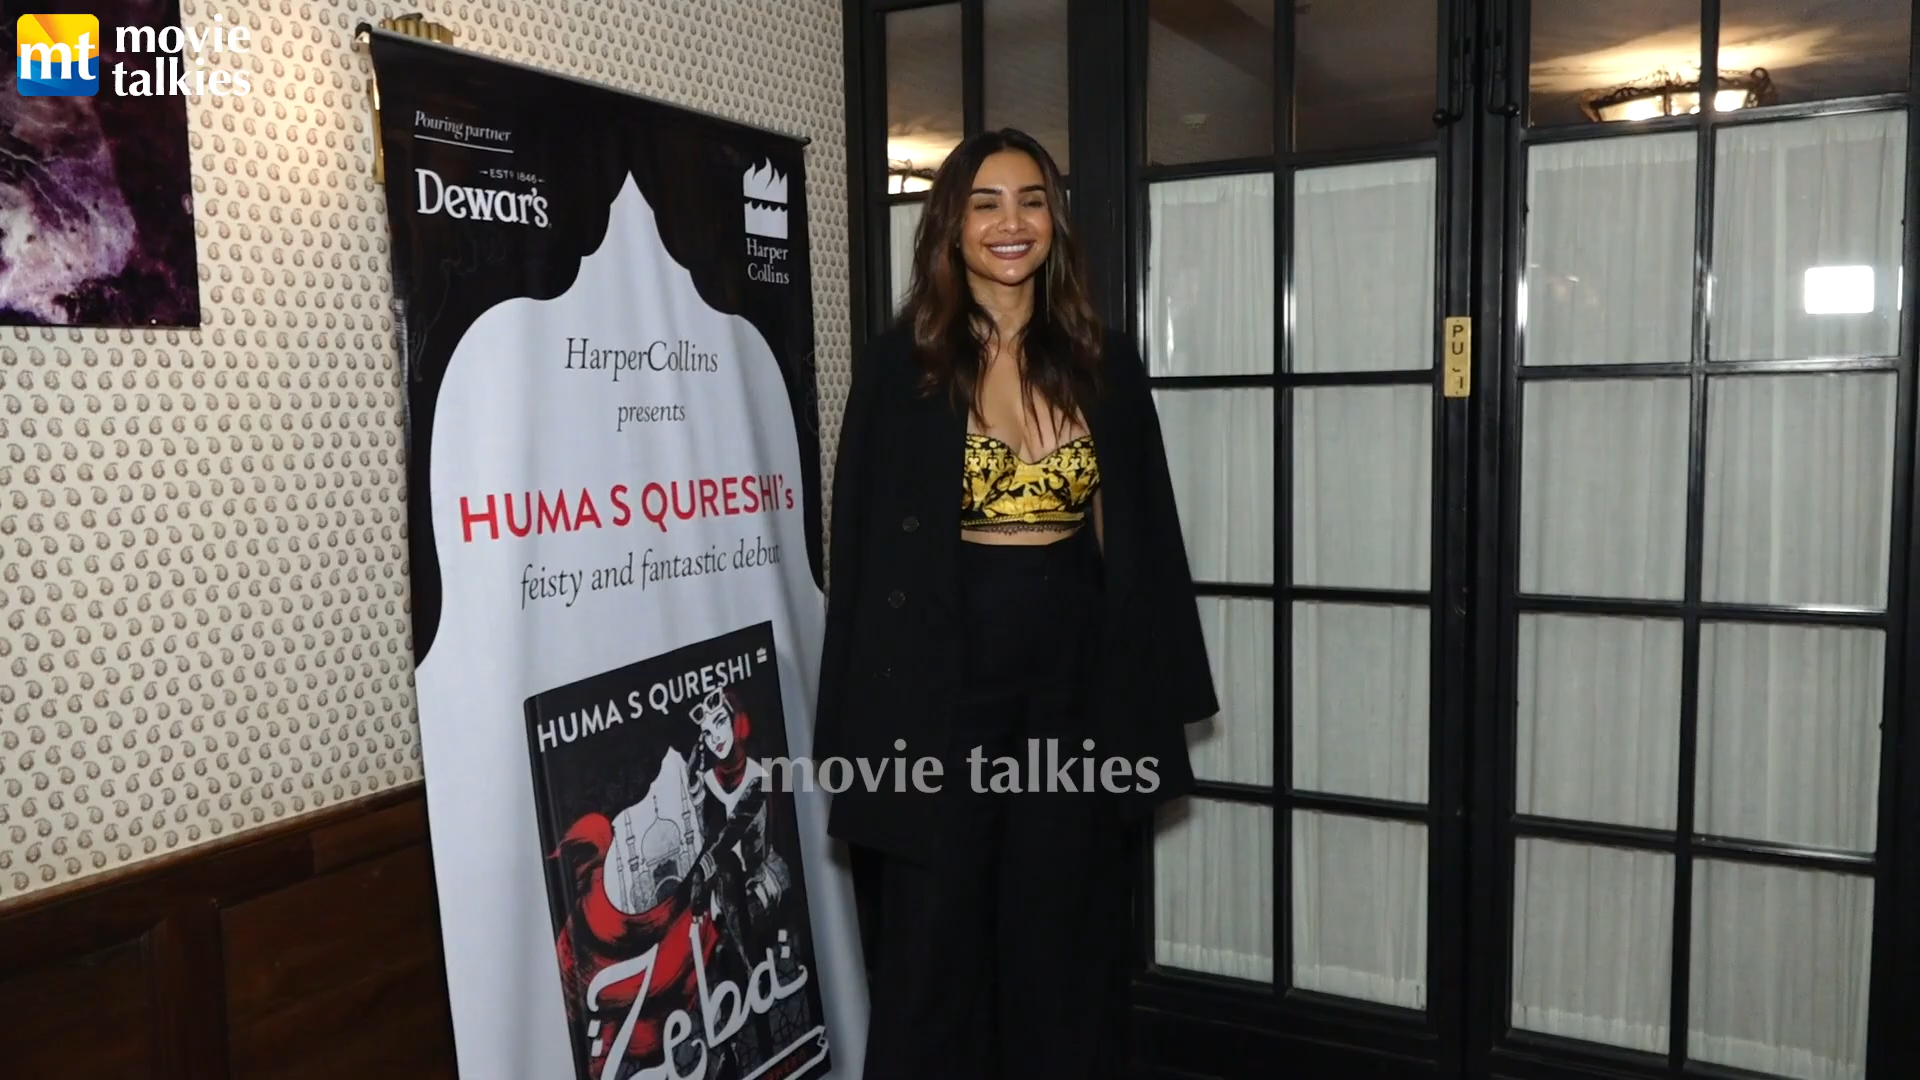 mt movie
talkies
Pouring partner
ESTD 1846
Dewar's
Harper
Collins
HarperCollins
presents
HUMA S QURESHI's
feisty and fantastic debut
HUMA S QURESHI
Zeba
PU
movie talkies